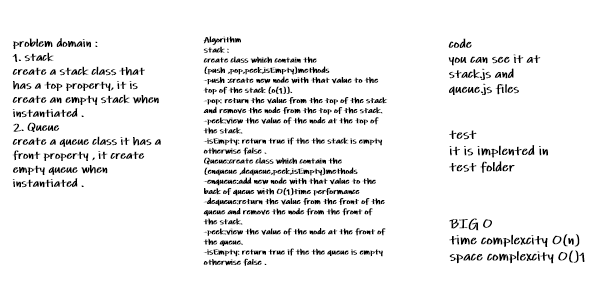 problem domain :
1. stack
create a stack class that
has a top property, it is
create an empty stack when
instantiated .
2. Queue
create a queue class it has a
front property , it create
empty queue when
instantiated .
Algorithm
stack :
create class which contain the
(push ,pop,peek,isEmpty)methods
-push :create new node with that value to the
top of the stack (o(1)).
-pop: return the value from the top of the stack
and remove the node from the top of the stack.
-peek:view the value of the node at the top of
the stack.
-isEmpty: return true if the the stack is empty
otherwise false .
Queue:create class which contain the
(enqueue ,dequeue,peek,isEmpty)methods
-enqueue:add new node with that value to the
back of queue with O(1)time performance
-dequeue:return the value from the front of the
queue and remove the node from the front of
the stack.
-peek:view the value of the node at the front of
the queue.
-isEmpty: return true if the the queue is empty
otherwise false .
code
you can see it at
stack.js and
queue.js files
test
it is implented in
test folder
BIG O
time complexcity O(n)
space complexcity O()1